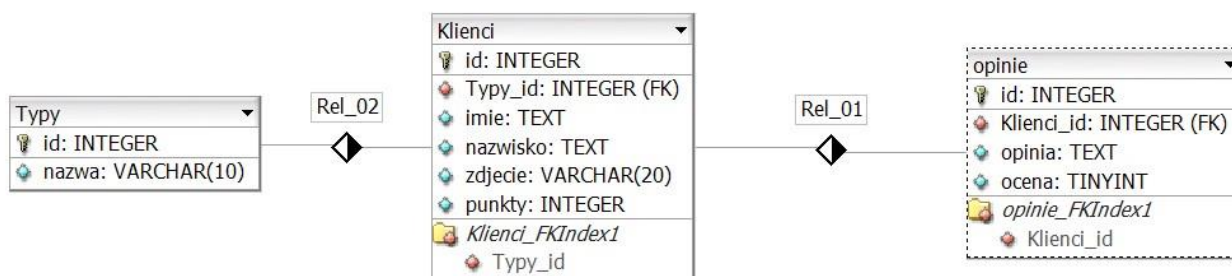 Typy
id: INTEGER
nazwa: VARCHAR(10)
Rel_02
Klienci
id: INTEGER
Typy_id: INTEGER (FK)
imie: TEXT
nazwisko: TEXT
zdjecie: VARCHAR(20)
punkty: INTEGER
Klienci_FKIndex1
Typy_id
Rel_01
opinie
id: INTEGER
Klienci_id: INTEGER (FK)
opinia: TEXT
ocena: TINYINT
opinie_FKIndex1
Klienci_id